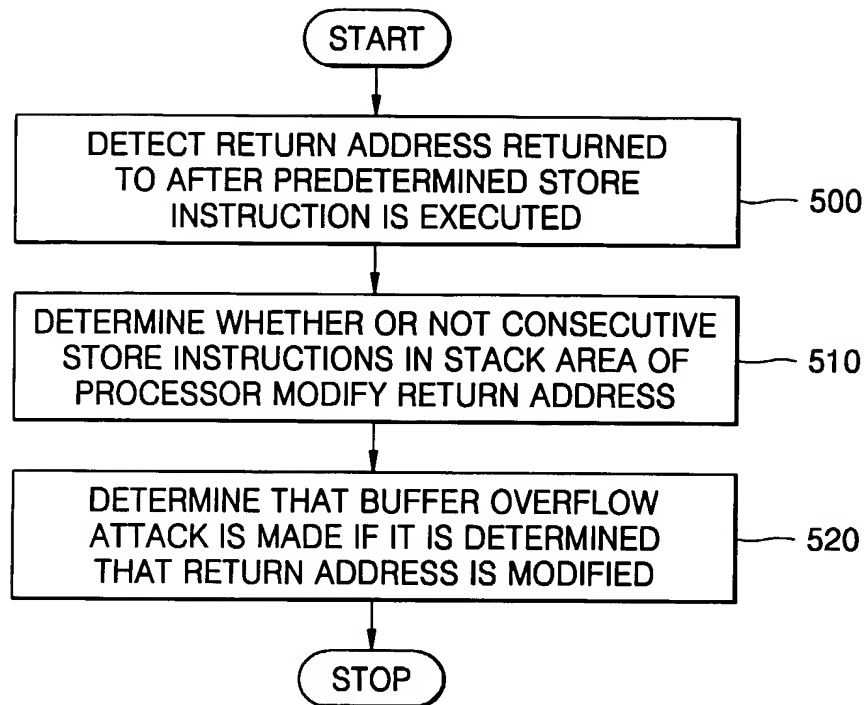 START
DETECT RETURN ADDRESS RETURNED
TO AFTER PREDETERMINED STORE
INSTRUCTION IS EXECUTED
500
DETERMINE WHETHER OR NOT CONSECUTIVE
STORE INSTRUCTIONS IN STACK AREA OF
PROCESSOR MODIFY RETURN ADDRESS
510
DETERMINE THAT BUFFER OVERFLOW
ATTACK IS MADE IF IT IS DETERMINED
THAT RETURN ADDRESS IS MODIFIED
520
STOP